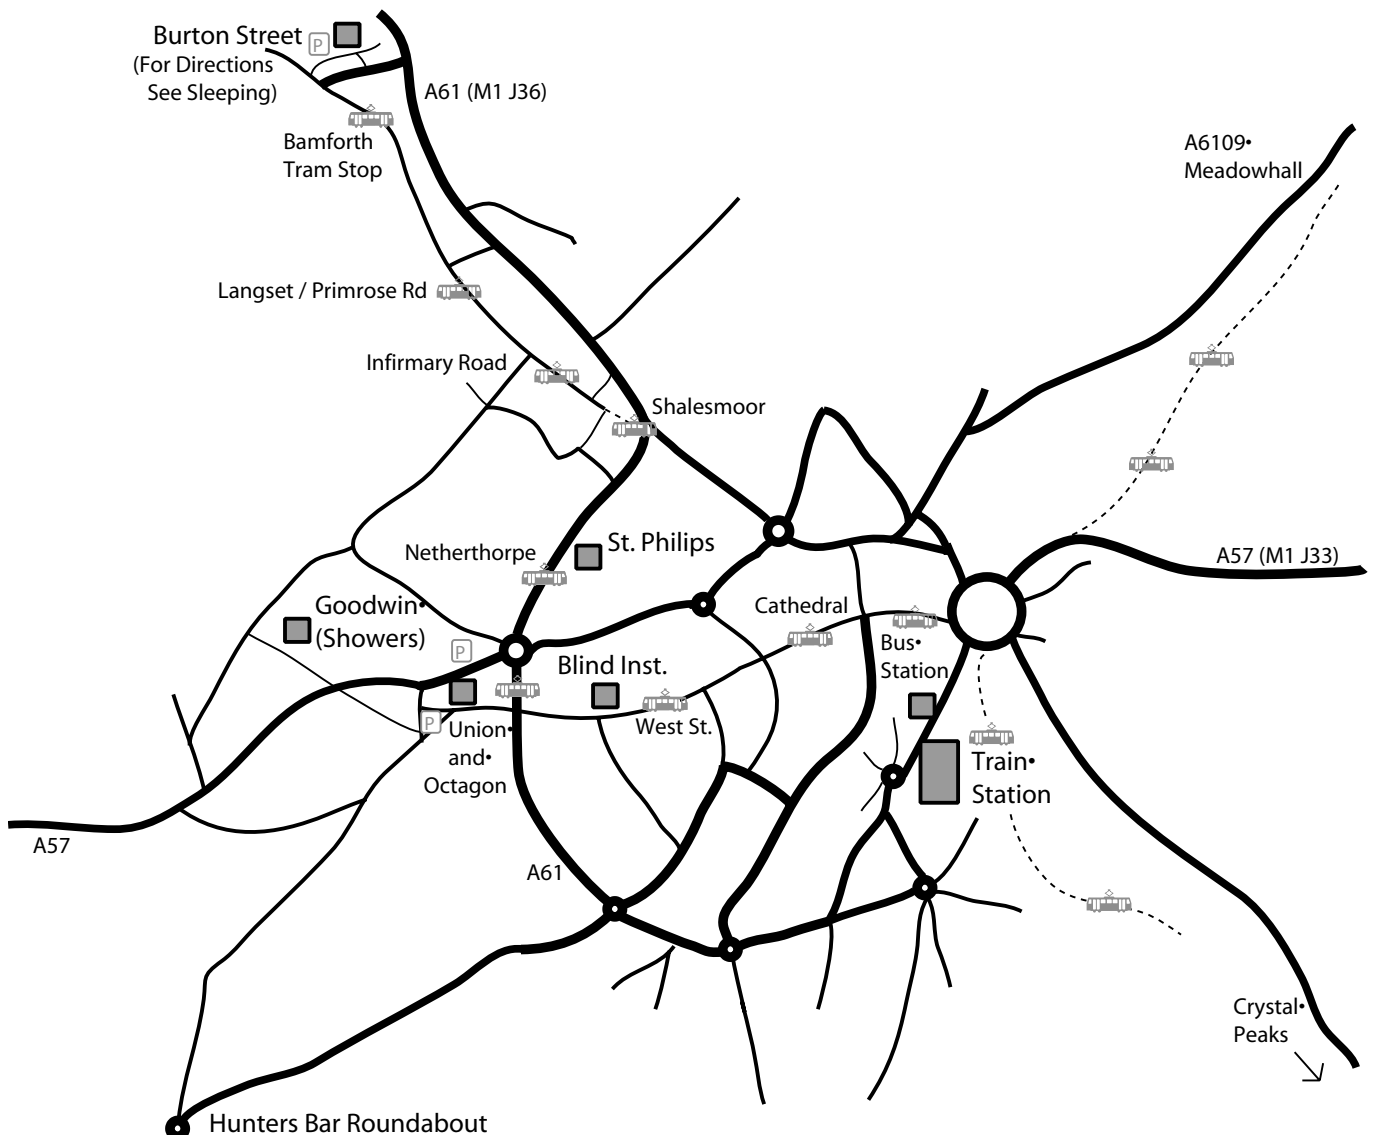 Burton Street
P
(For Directions
See Sleeping)
A61 (M1 J36)
Bamforth
Tram Stop
A6109•
Meadowhall
Langset / Primrose Rd
Infirmary Road
Shalesmoor
Netherthorpe
St. Philips
A57 (M1 J33)
Goodwin•
(Showers)
Cathedral
P
Bus•
Station
Blind Inst.
P
Union•
and•
Octagon
West St.
Train•
Station
A57
A61
Crystal•
Peaks
Hunters Bar Roundabout